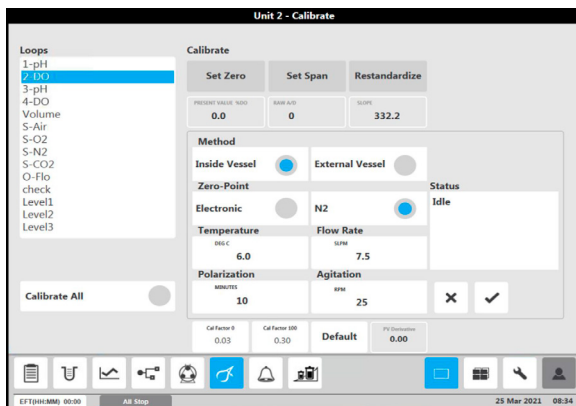 Unit 2 - Calibrate
Loops
1-pH
2-DO
3-pH
4-DO
Volume
S-Air
S-O2
S-N2
S-CO2
O-Flo
check
Level1
Level2
Level3
Calibrate All
Calibrate
Set Zero
Set Span
Restandardize
PRESENT VALUE %DO
0.0
RAW A/D
0
SLOPE
332.2
Method
Inside Vessel
External Vessel
Zero-Point
Electronic
N2
Temperature
DEG C
6.0
Flow Rate
SLPM
7.5
Polarization
MINUTES
10
Agitation
RPM
25
Status
Idle
Cal Factor 0
0.03
Cal Factor 100
0.30
Default
PV Derivative
0.00
EFT(HH:MM) 00:00
All Stop
25 Mar 2021 08:34